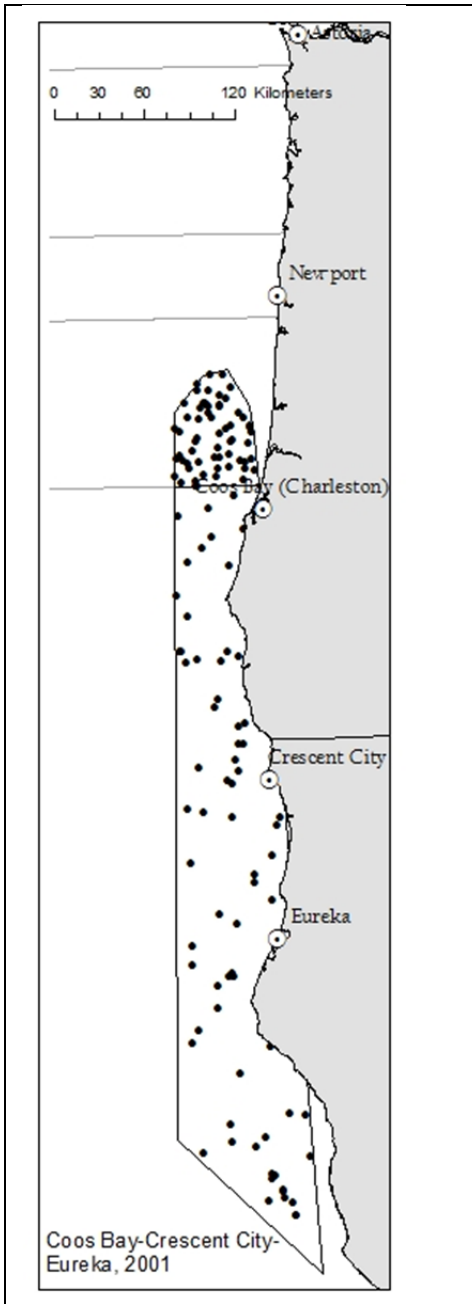 Astoria
0 30 60 120 Kilometers
Newport
Coos Bay (Charleston)
Crescent City
Eureka
Coos Bay-Crescent City-
Eureka, 2001